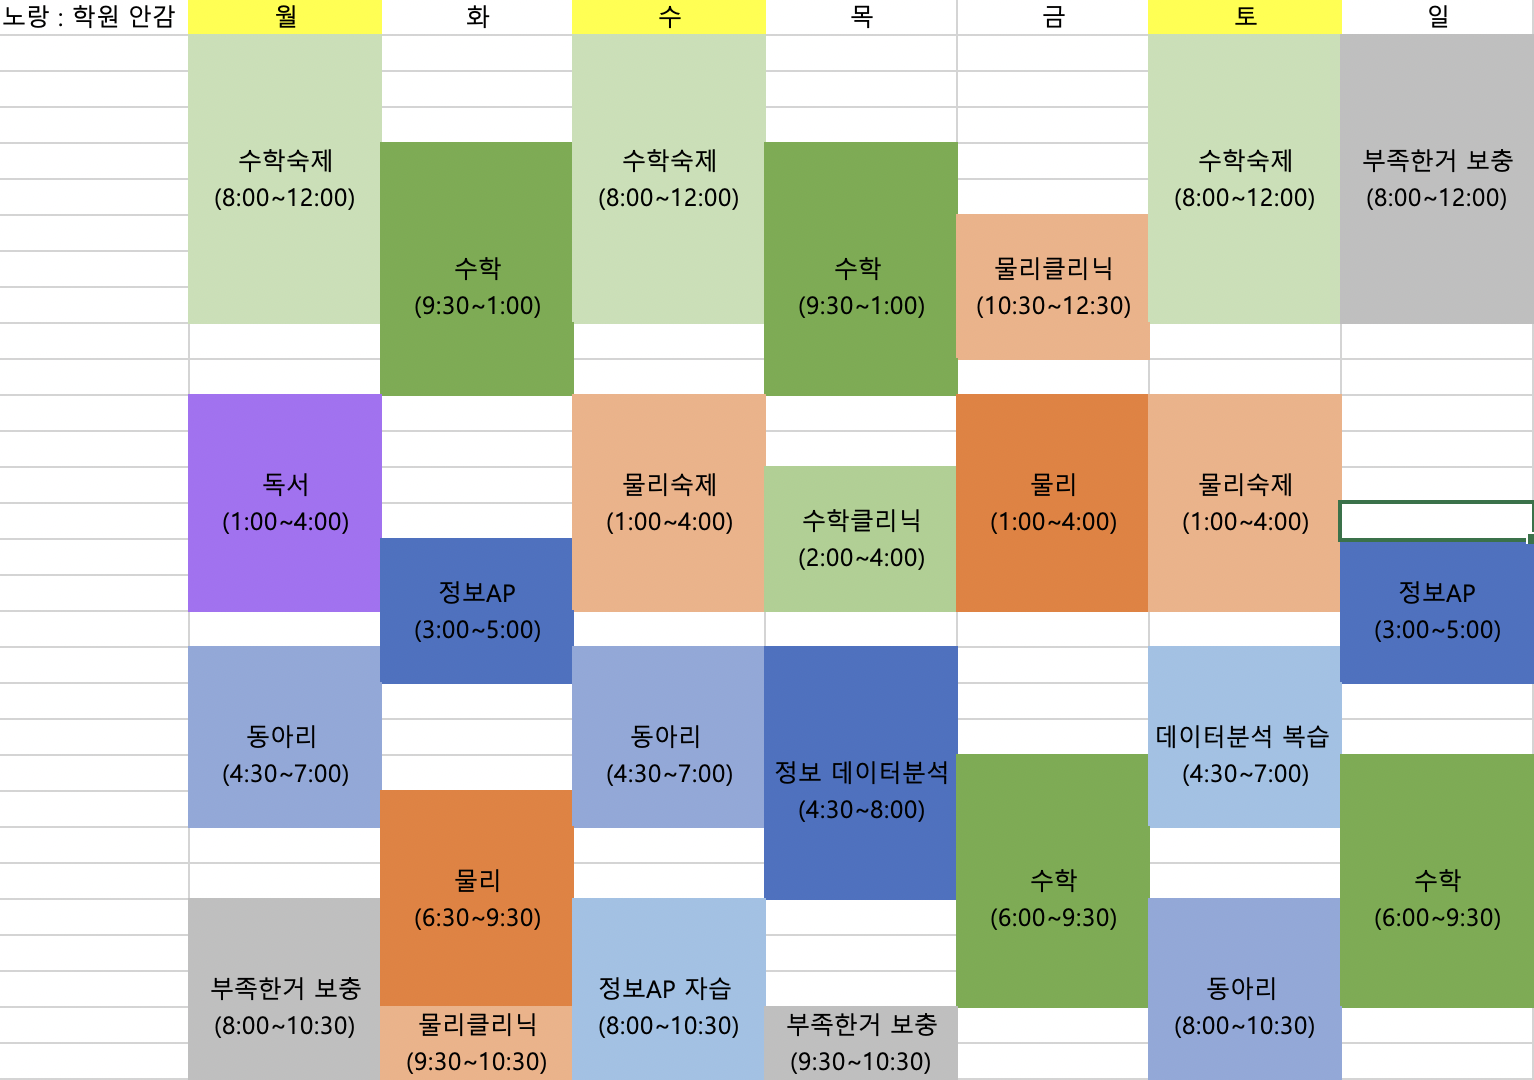 노랑 : 학원 안감
월
화
수
목
금
토
일
수학숙제
(8:00~12:00)
독서
(1:00~4:00)
동아리
(4:30~7:00)
부족한거 보충
(8:00~10:30)
수학
(9:30~1:00)
정보AP
(3:00~5:00)
물리
(6:30~9:30)
물리클리닉
(9:30~10:30)
수학숙제
(8:00~12:00)
물리숙제
(1:00~4:00)
동아리
(4:30~7:00)
정보AP 자습
(8:00~10:30)
수학
(9:30~1:00)
수학클리닉
(2:00~4:00)
정보 데이터분석
(4:30~8:00)
부족한거 보충
(9:30~10:30)
물리클리닉
(10:30~12:30)
물리
(1:00~4:00)
수학
(6:00~9:30)
수학숙제
(8:00~12:00)
물리숙제
(1:00~4:00)
데이터분석 복습
(4:30~7:00)
동아리
(8:00~10:30)
부족한거 보충
(8:00~12:00)
정보AP
(3:00~5:00)
수학
(6:00~9:30)